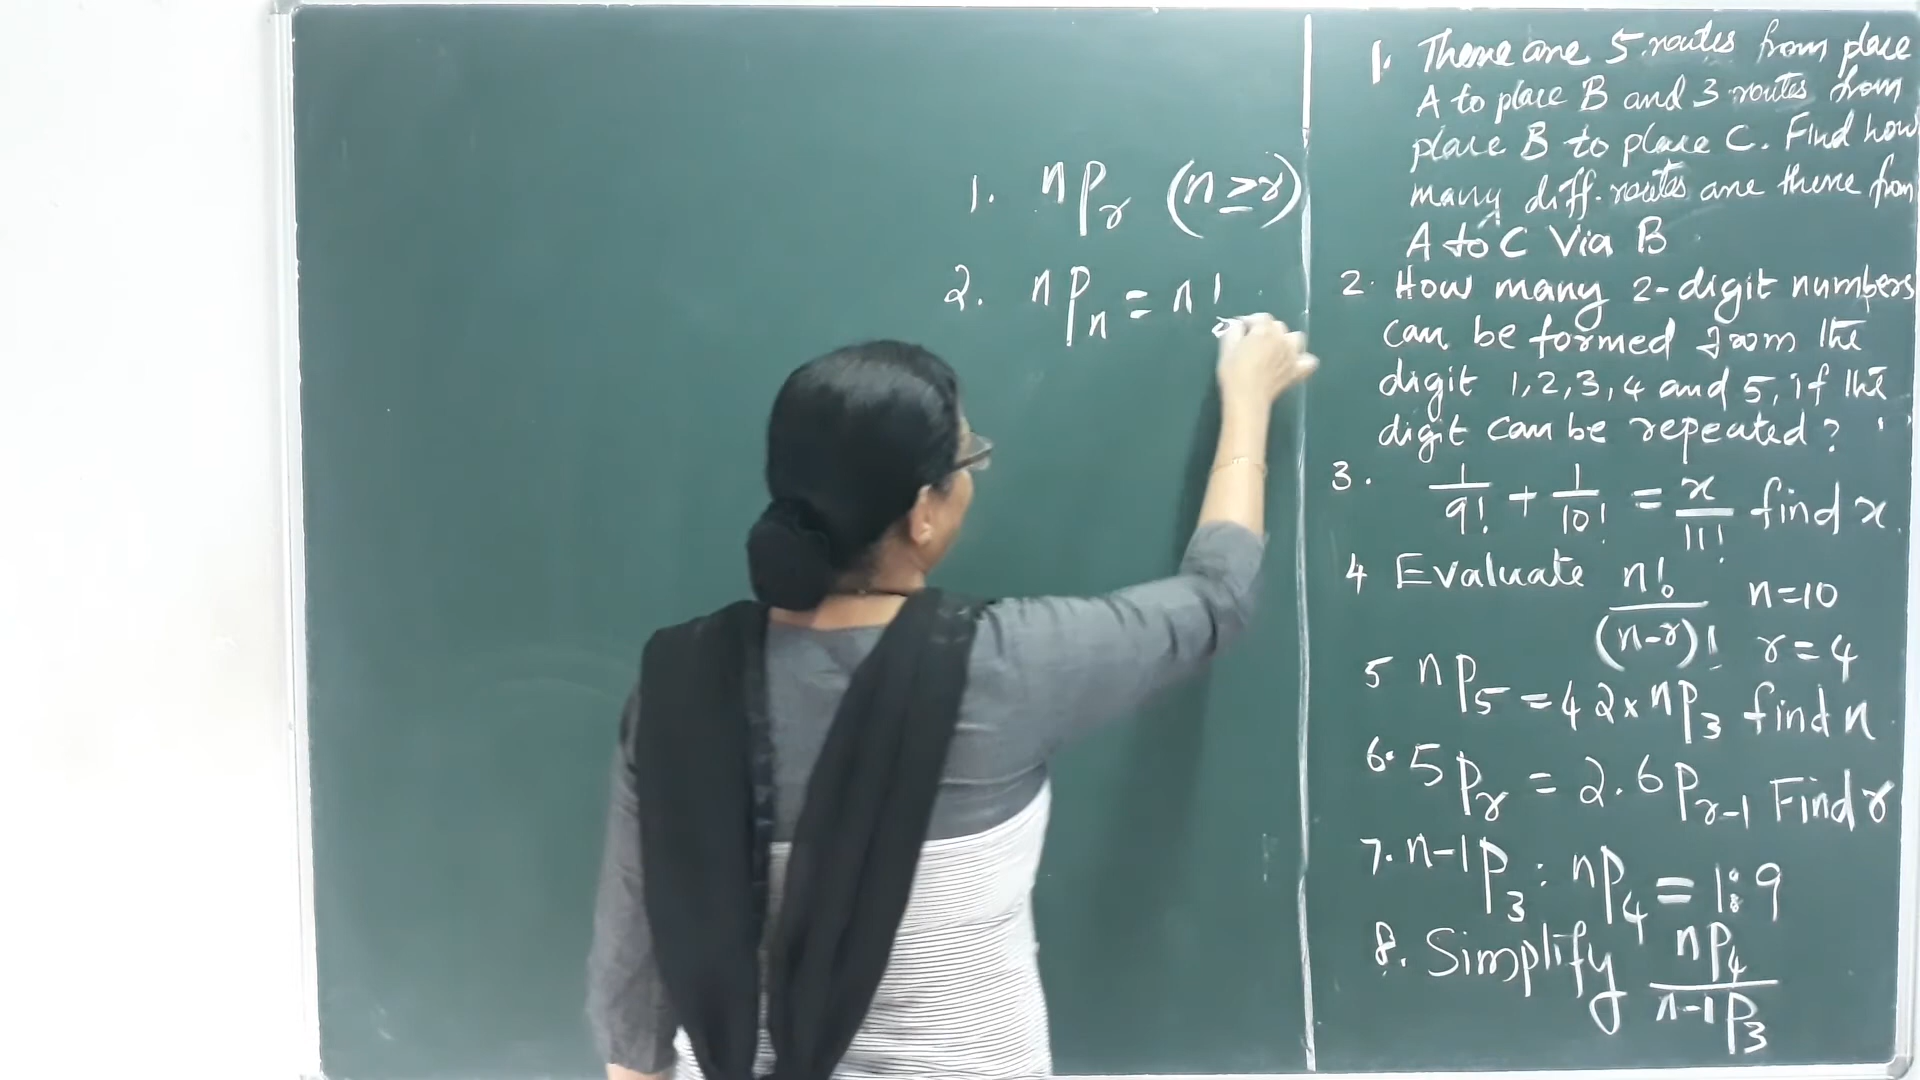 1. nPr (n ≥ r)
2. nPn = n!
1. There are 5 routes from place
A to place B and 3 routes from
place B to place C. Find how
many diff. routes are there from
A to C Via B
2. How many 2-digit numbers
can be formed from the
digit 1, 2, 3, 4 and 5, if the
digit can be repeated?
3. 1/9! + 1/10! = x/11! find x.
4 Evaluate n!/(n-r)! n=10
r=4
5 nP5 = 42 × nP3 find n
6. 5Pr = 2. 6Pr-1 Find r
7. n-1P3 : nP4 = 1:9
8. Simplify nP4/n-1P3